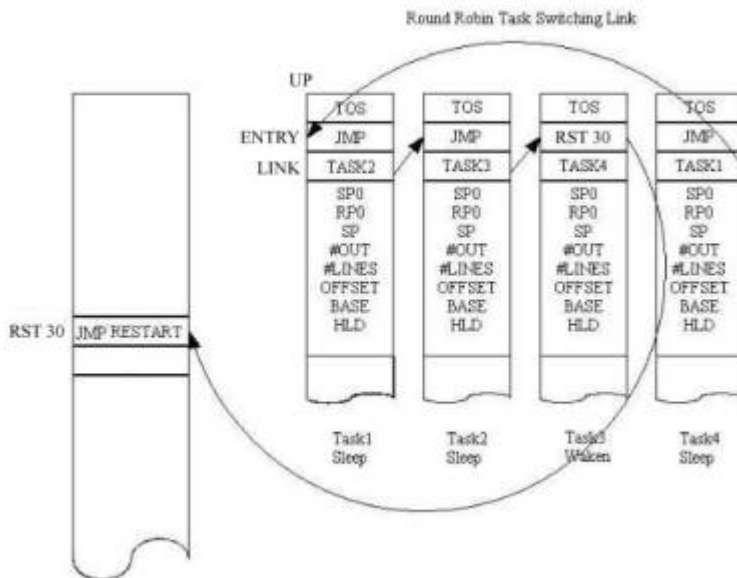 Round Robin Task Switching Link
UP
TOS TOS TOS TOS
ENTRY JMP JMP RST 30 JMP
LINK TASK2 TASK3 TASK4 TASK1
SP0 SP0 SP0 SP0
RP0 RP0 RP0 RP0
SP SP SP SP
#OUT #OUT #OUT #OUT
#LINES #LINES #LINES #LINES
OFFSET OFFSET OFFSET OFFSET
BASE BASE BASE BASE
HLD HLD HLD HLD
RST 30 JMP RESTART
Task1 Task2 Task3 Task4
Sleep Sleep Waken Sleep